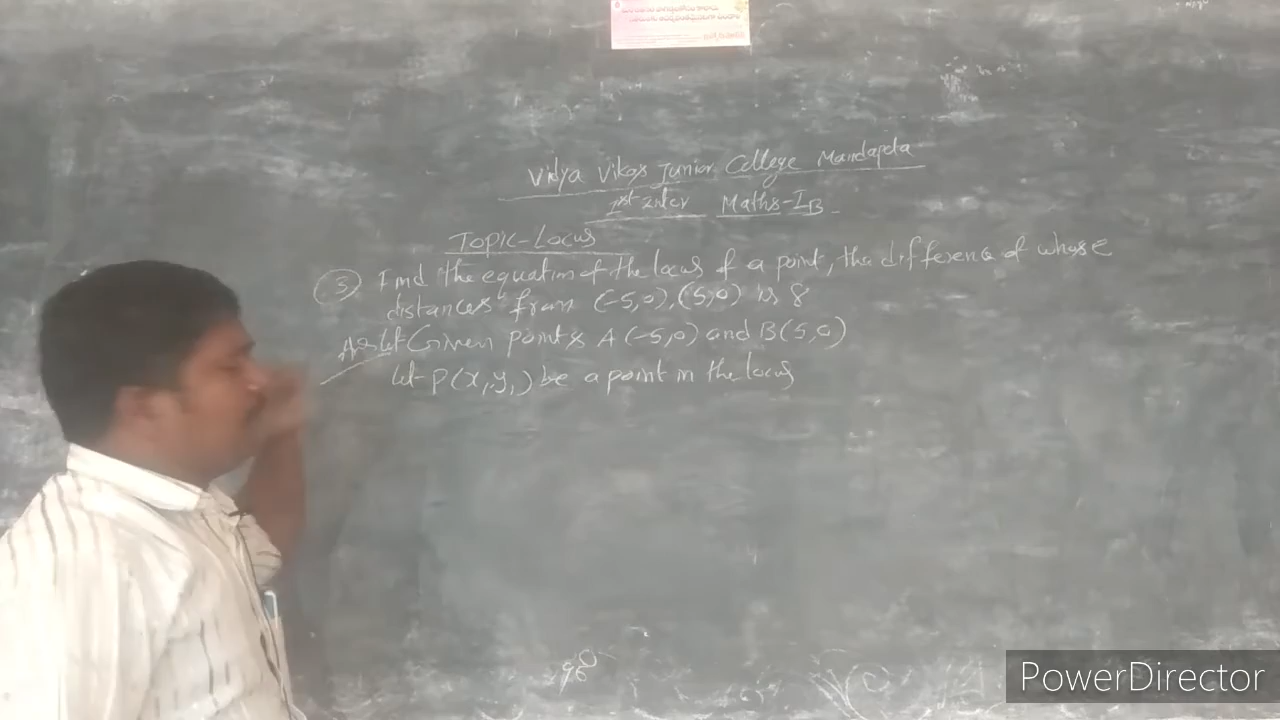 Vidya Vikas Junior College Mandapeta
Ist Inter Maths-IB
Topic-Locus
3 Find the equation of the locus of a point, the difference of whose
distances from (-5,0), (5,0) is 8
Given points A(-5,0) and B(5,0)
let P(x1,y1) be a point in the locus
PowerDirector